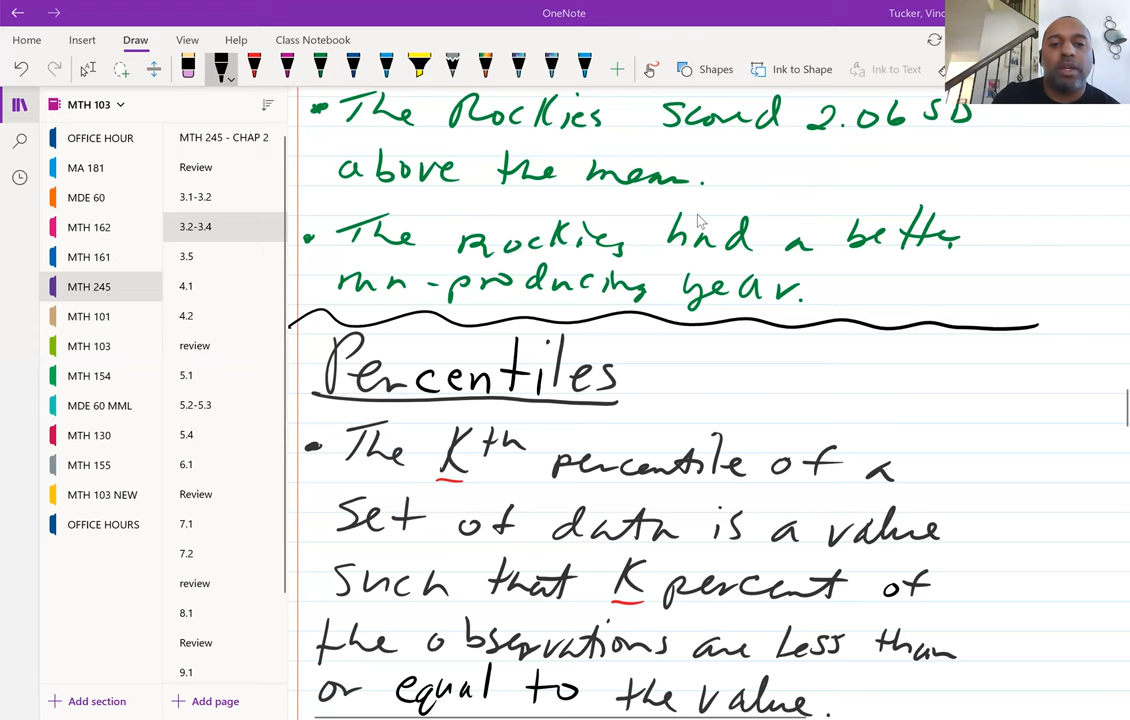 OneNote
Tucker, Vinc
Home
Insert
Draw
View
Help
Class Notebook
Shapes
Ink to Shape
Ink to Text
MTH 103
OFFICE HOUR
MA 181
MDE 60
MTH 162
MTH 161
MTH 245
MTH 101
MTH 103
MTH 154
MDE 60 MML
MTH 130
MTH 155
MTH 103 NEW
OFFICE HOURS
Add section
MTH 245 - CHAP 2
Review
3.1-3.2
3.2-3.4
3.5
4.1
4.2
review
5.1
5.2-5.3
5.4
6.1
Review
7.1
7.2
review
8.1
Review
9.1
Add page
• The Rockies scored 2.06 SD
above the mean.
• The Rockies had a better
run-producing year.
Percentiles
• The Kth percentile of a
set of data is a value
such that K percent of
the observations are less than
or equal to the value.